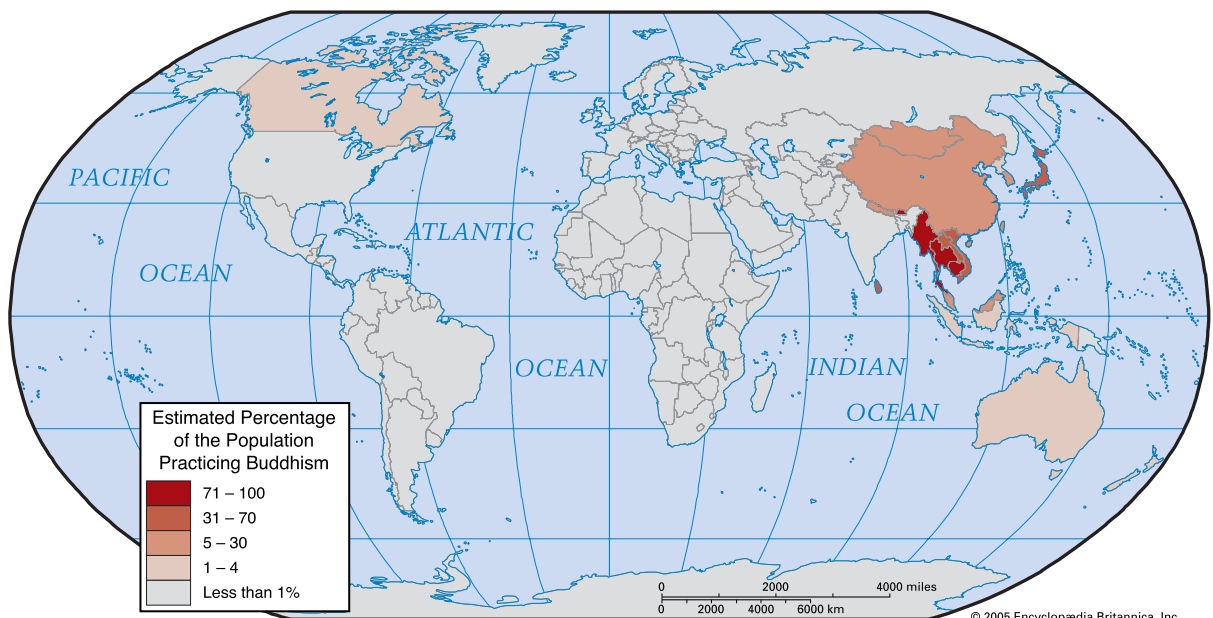 PACIFIC
OCEAN
ATLANTIC
OCEAN
INDIAN
OCEAN
Estimated Percentage
of the Population
Practicing Buddhism
71 – 100
31 – 70
5 – 30
1 – 4
Less than 1%
0 2000 4000 miles
0 2000 4000 6000 km
© 2005 Encyclopædia Britannica, Inc.